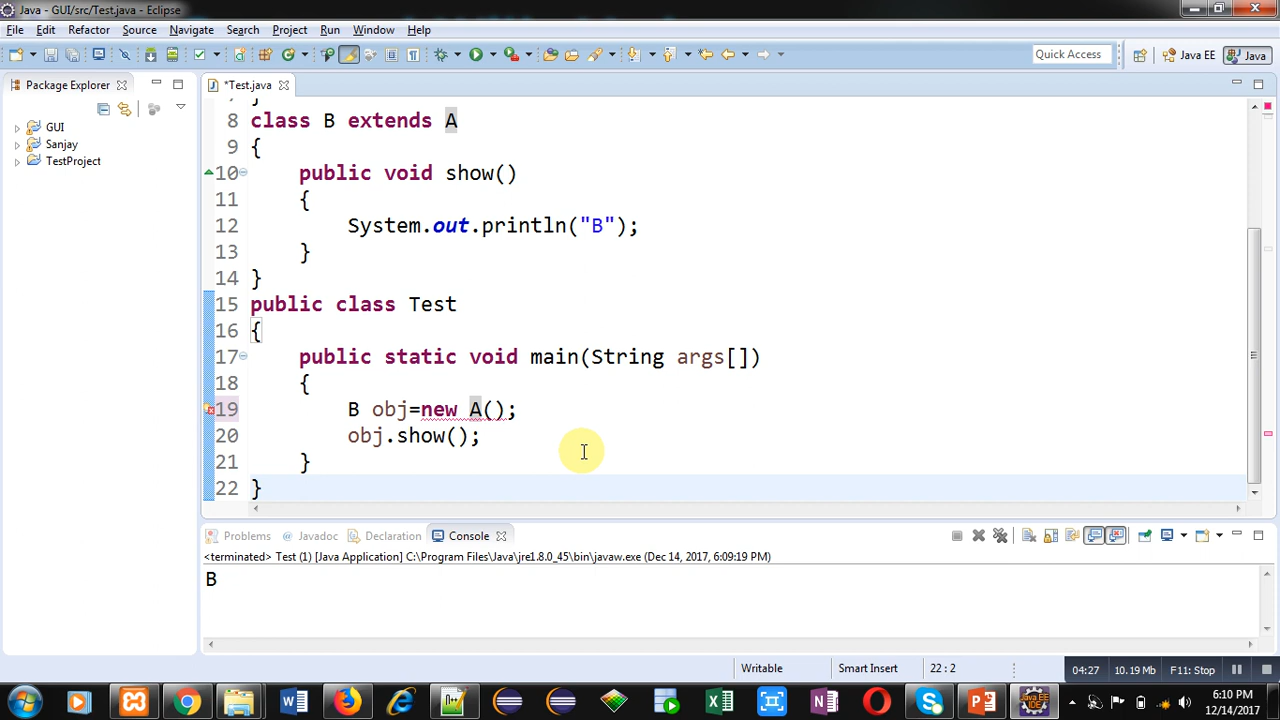 Java - GUI/src/Test.java - Eclipse
File Edit Refactor Source Navigate Search Project Run Window Help
Quick Access Java EE Java
Package Explorer *Test.java
GUI
Sanjay
TestProject
8 class B extends A
9 {
10 public void show()
11 {
12 System.out.println("B");
13 }
14 }
15 public class Test
16 {
17 public static void main(String args[])
18 {
19 B obj=new A();
20 obj.show();
21 }
22 }
Problems Javadoc Declaration Console
<terminated> Test (1) [Java Application] C:\Program Files\Java\jre1.8.0_45\bin\javaw.exe (Dec 14, 2017, 6:09:19 PM)
B
Writable Smart Insert 22 : 2 04:27 10.19 Mb F11: Stop
6:10 PM
12/14/2017